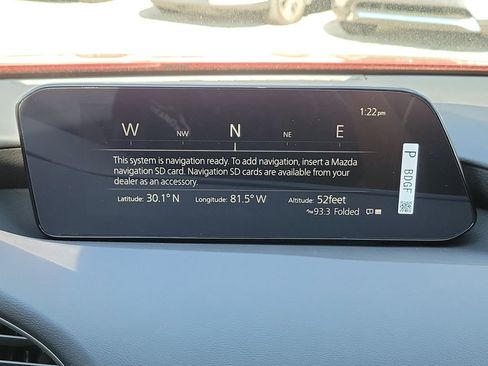 1:22pm
W NW N NE E
This system is navigation ready. To add navigation, insert a Mazda
navigation SD card. Navigation SD cards are available from your
dealer as an accessory.
Latitude: 30.1° N Longitude: 81.5° W Altitude: 52feet
93.3 Folded
P BDGF